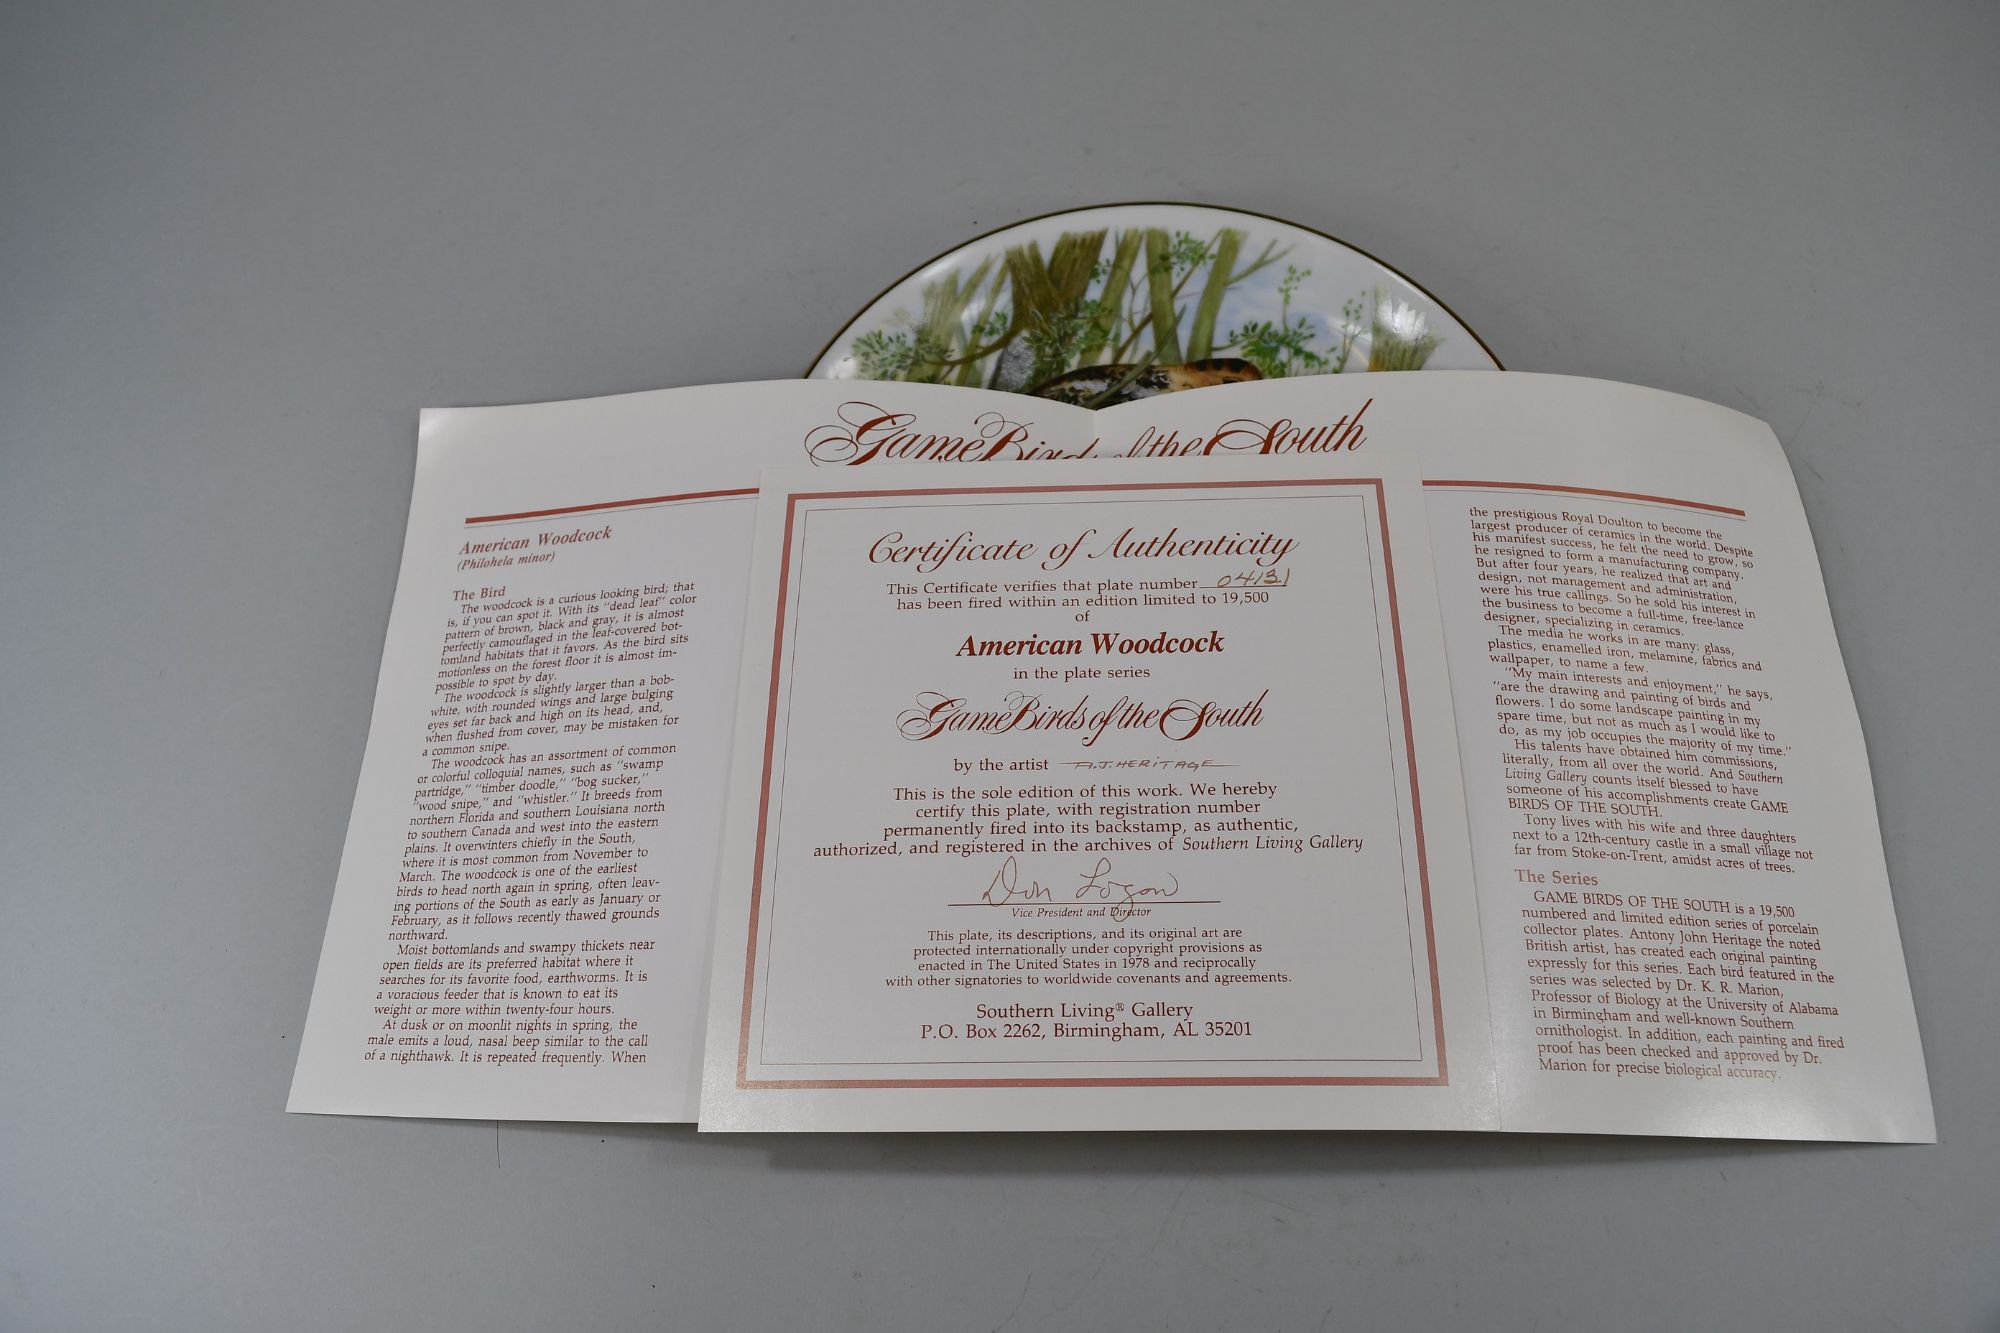 Game Birds of the South
American Woodcock
(Philohela minor)
The Bird
The woodcock is a curious looking bird; that
is, if you can spot it. With its "dead leaf" color
pattern of brown, black and gray, it is almost
perfectly camouflaged in the leaf-covered bot-
tomland habitats that it favors. As the bird sits
motionless on the forest floor it is almost im-
possible to spot by day.
The woodcock is slightly larger than a bob-
white, with rounded wings and large bulging
eyes set far back and high on its head, and,
when flushed from cover, may be mistaken for
a common snipe.
The woodcock has an assortment of common
or colorful colloquial names, such as "swamp
partridge," "timber doodle," "bog sucker,"
"wood snipe," and "whistler." It breeds from
northern Florida and southern Louisiana north
to southern Canada and west into the eastern
plains. It overwinters chiefly in the South,
where it is most common from November to
March. The woodcock is one of the earliest
birds to head north again in spring, often leav-
ing portions of the South as early as January or
February, as it follows recently thawed grounds
northward.
Moist bottomlands and swampy thickets near
open fields are its preferred habitat where it
searches for its favorite food, earthworms. It is
a voracious feeder that is known to eat its
weight or more within twenty-four hours.
At dusk or on moonlit nights in spring, the
male emits a loud, nasal beep similar to the call
of a nighthawk. It is repeated frequently. When
Certificate of Authenticity
This Certificate verifies that plate number 04131
has been fired within an edition limited to 19,500
of
American Woodcock
in the plate series
Game Birds of the South
by the artist A.J. HERITAGE
This is the sole edition of this work. We hereby
certify this plate, with registration number
permanently fired into its backstamp, as authentic,
authorized, and registered in the archives of Southern Living Gallery
Don Logan
Vice President and Director
This plate, its descriptions, and its original art are
protected internationally under copyright provisions as
enacted in The United States in 1978 and reciprocally
with other signatories to worldwide covenants and agreements.
Southern Living® Gallery
P.O. Box 2262, Birmingham, AL 35201
the prestigious Royal Doulton to become the
largest producer of ceramics in the world. Despite
his manifest success, he felt the need to grow, so
he resigned to form a manufacturing company.
But after four years, he realized that art and
design, not management and administration,
were his true callings. So he sold his interest in
the business to become a full-time, free-lance
designer, specializing in ceramics.
The media he works in are many: glass,
plastics, enamelled iron, melamine, fabrics and
wallpaper, to name a few.
"My main interests and enjoyment," he says,
"are the drawing and painting of birds and
flowers. I do some landscape painting in my
spare time, but not as much as I would like to
do, as my job occupies the majority of my time."
His talents have obtained him commissions,
literally, from all over the world. And Southern
Living Gallery counts itself blessed to have
someone of his accomplishments create GAME
BIRDS OF THE SOUTH.
Tony lives with his wife and three daughters
next to a 12th-century castle in a small village not
far from Stoke-on-Trent, amidst acres of trees.
The Series
GAME BIRDS OF THE SOUTH is a 19,500
numbered and limited edition series of porcelain
collector plates. Antony John Heritage the noted
British artist, has created each original painting
expressly for this series. Each bird featured in the
series was selected by Dr. K. R. Marion,
Professor of Biology at the University of Alabama
in Birmingham and well-known Southern
ornithologist. In addition, each painting and fired
proof has been checked and approved by Dr.
Marion for precise biological accuracy.